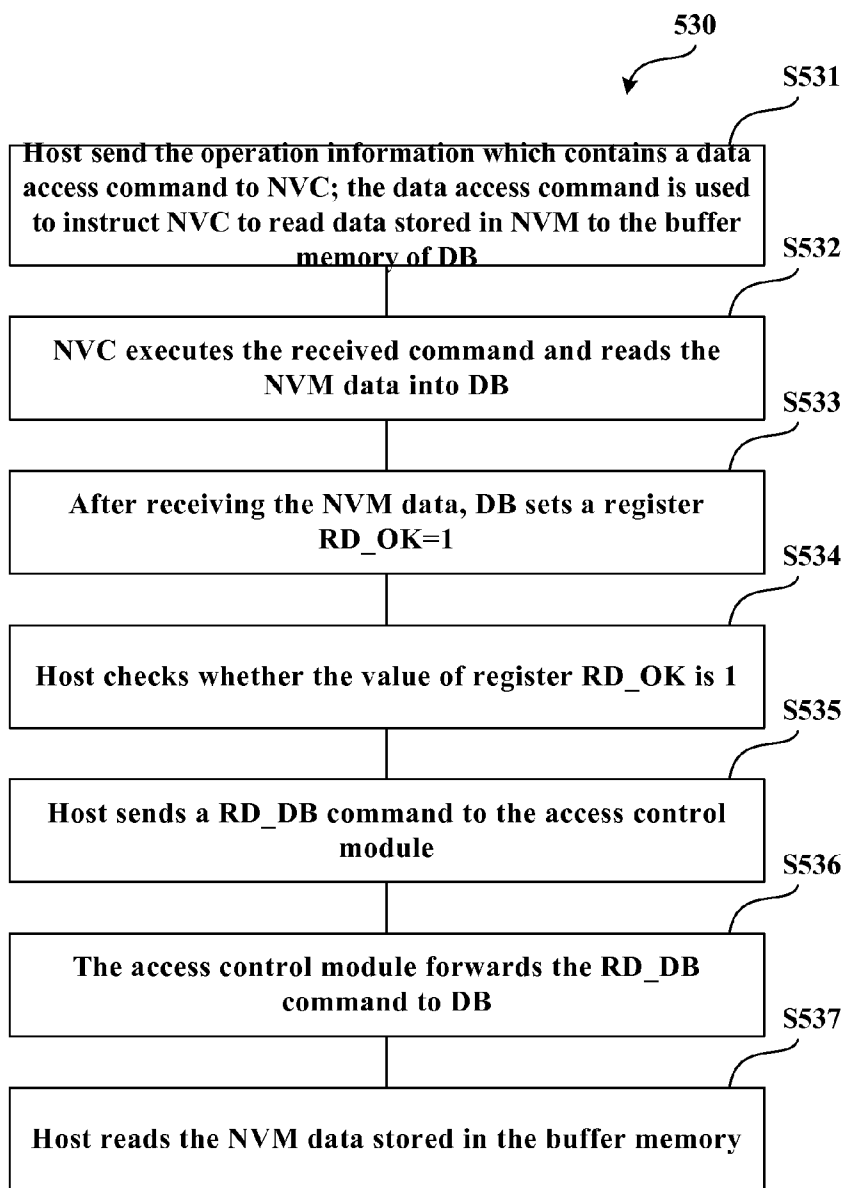 530
S531
Host send the operation information which contains a data
access command to NVC; the data access command is used
to instruct NVC to read data stored in NVM to the buffer
memory of DB
S532
NVC executes the received command and reads the
NVM data into DB
S533
After receiving the NVM data, DB sets a register
RD_OK=1
S534
Host checks whether the value of register RD_OK is 1
S535
Host sends a RD_DB command to the access control
module
S536
The access control module forwards the RD_DB
command to DB
S537
Host reads the NVM data stored in the buffer memory